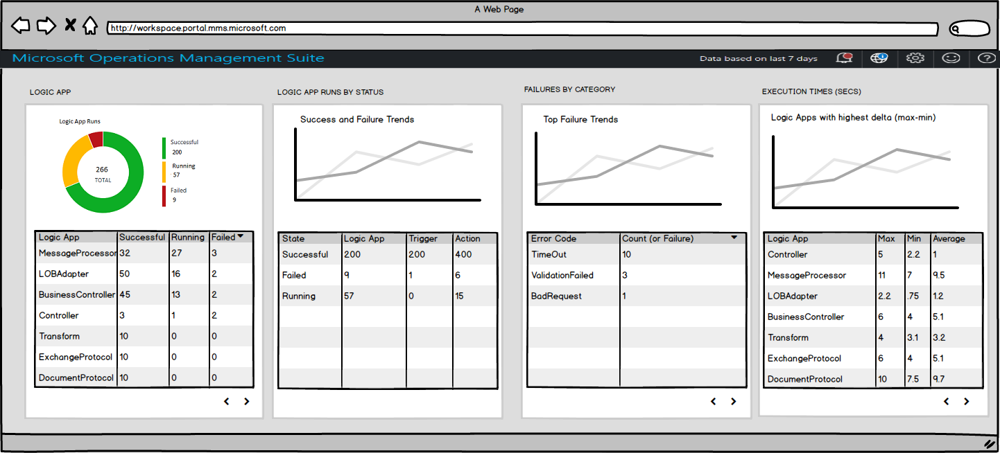 A Web Page
http://workspace.portal.mms.microsoft.com
Microsoft Operations Management Suite
Data based on last 7 days
LOGIC APP
Logic App Runs
266
TOTAL
Successful
200
Running
57
Failed
9
Logic App Successful Running Failed
MessageProcessor 32 27 3
LOBAdapter 50 16 2
BusinessController 45 13 2
Controller 3 1 2
Transform 10 0 0
ExchangeProtocol 10 0 0
DocumentProtocol 10 0 0
LOGIC APP RUNS BY STATUS
Success and Failure Trends
State Logic App Trigger Action
Successful 200 200 400
Failed 9 1 6
Running 57 0 15
FAILURES BY CATEGORY
Top Failure Trends
Error Code Count (or Failure)
TimeOut 10
ValidationFailed 3
BadRequest 1
EXECUTION TIMES (SECS)
Logic Apps with highest delta (max-min)
Logic App Max Min Average
Controller 5 2.2 1
MessageProcessor 11 7 9.5
LOBAdapter 2.2 .75 1.2
BusinessController 6 4 5.1
Transform 4 3.1 3.2
ExchangeProtocol 6 4 5.1
DocumentProtocol 10 7.5 9.7